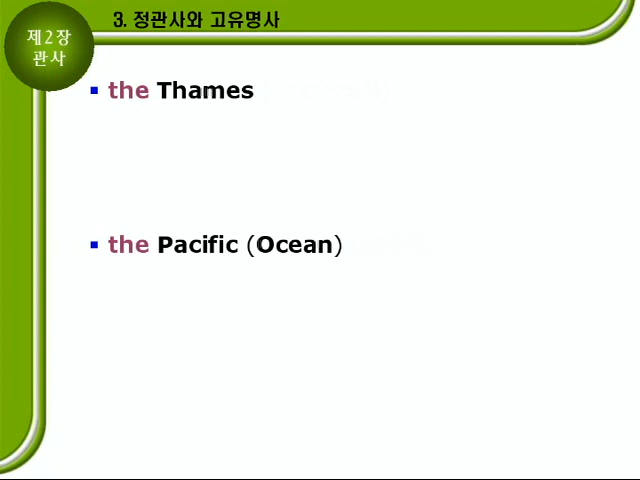 3. 정관사와 고유명사
제2장
관사
the Thames
the Pacific (Ocean)